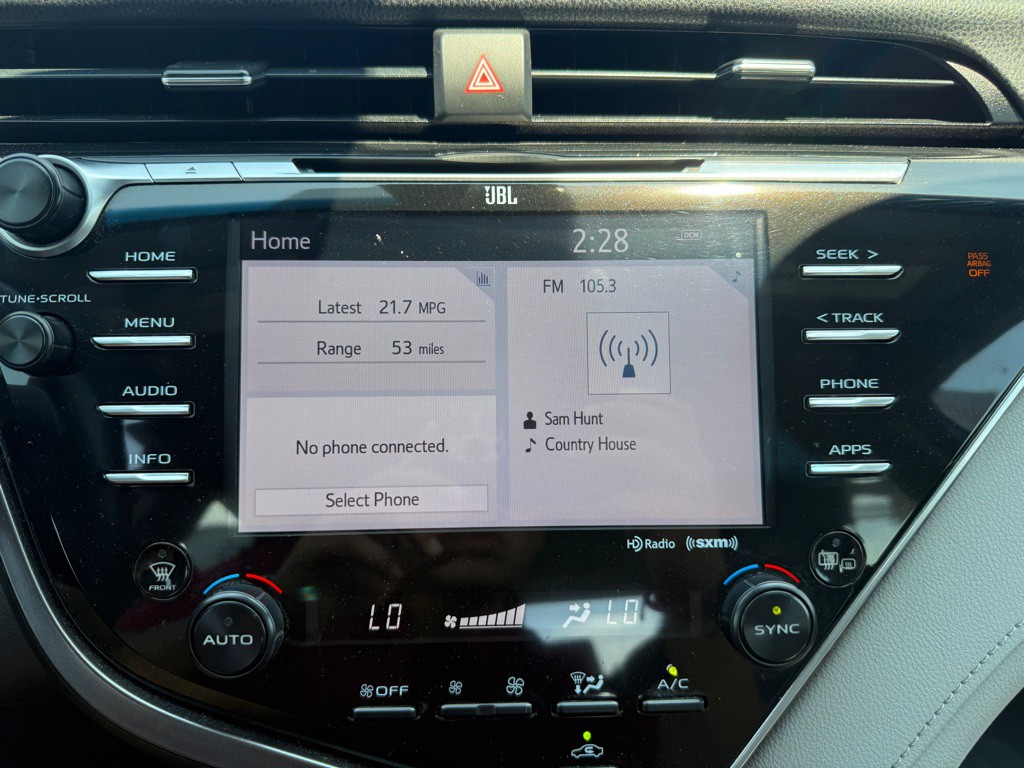 JBL
Home 2:28 DCM
HOME
TUNE•SCROLL
MENU
AUDIO
INFO
Latest 21.7 MPG
Range 53 miles
No phone connected.
Select Phone
FM 105.3
Sam Hunt
Country House
SEEK >
< TRACK
PHONE
APPS
PASS
AIRBAG
OFF
HD Radio ((sxm))
FRONT
AUTO
LO LO
SYNC
OFF
A/C